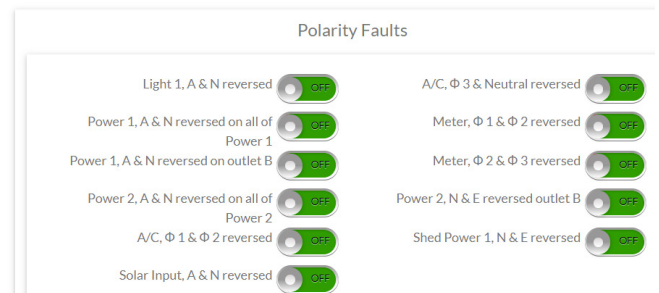 Polarity Faults
Light 1, A & N reversed OFF
Power 1, A & N reversed on all of
Power 1 OFF
Power 1, A & N reversed on outlet B OFF
Power 2, A & N reversed on all of
Power 2 OFF
A/C, Φ 1 & Φ 2 reversed OFF
Solar Input, A & N reversed OFF
A/C, Φ 3 & Neutral reversed OFF
Meter, Φ 1 & Φ 2 reversed OFF
Meter, Φ 2 & Φ 3 reversed OFF
Power 2, N & E reversed outlet B OFF
Shed Power 1, N & E reversed OFF